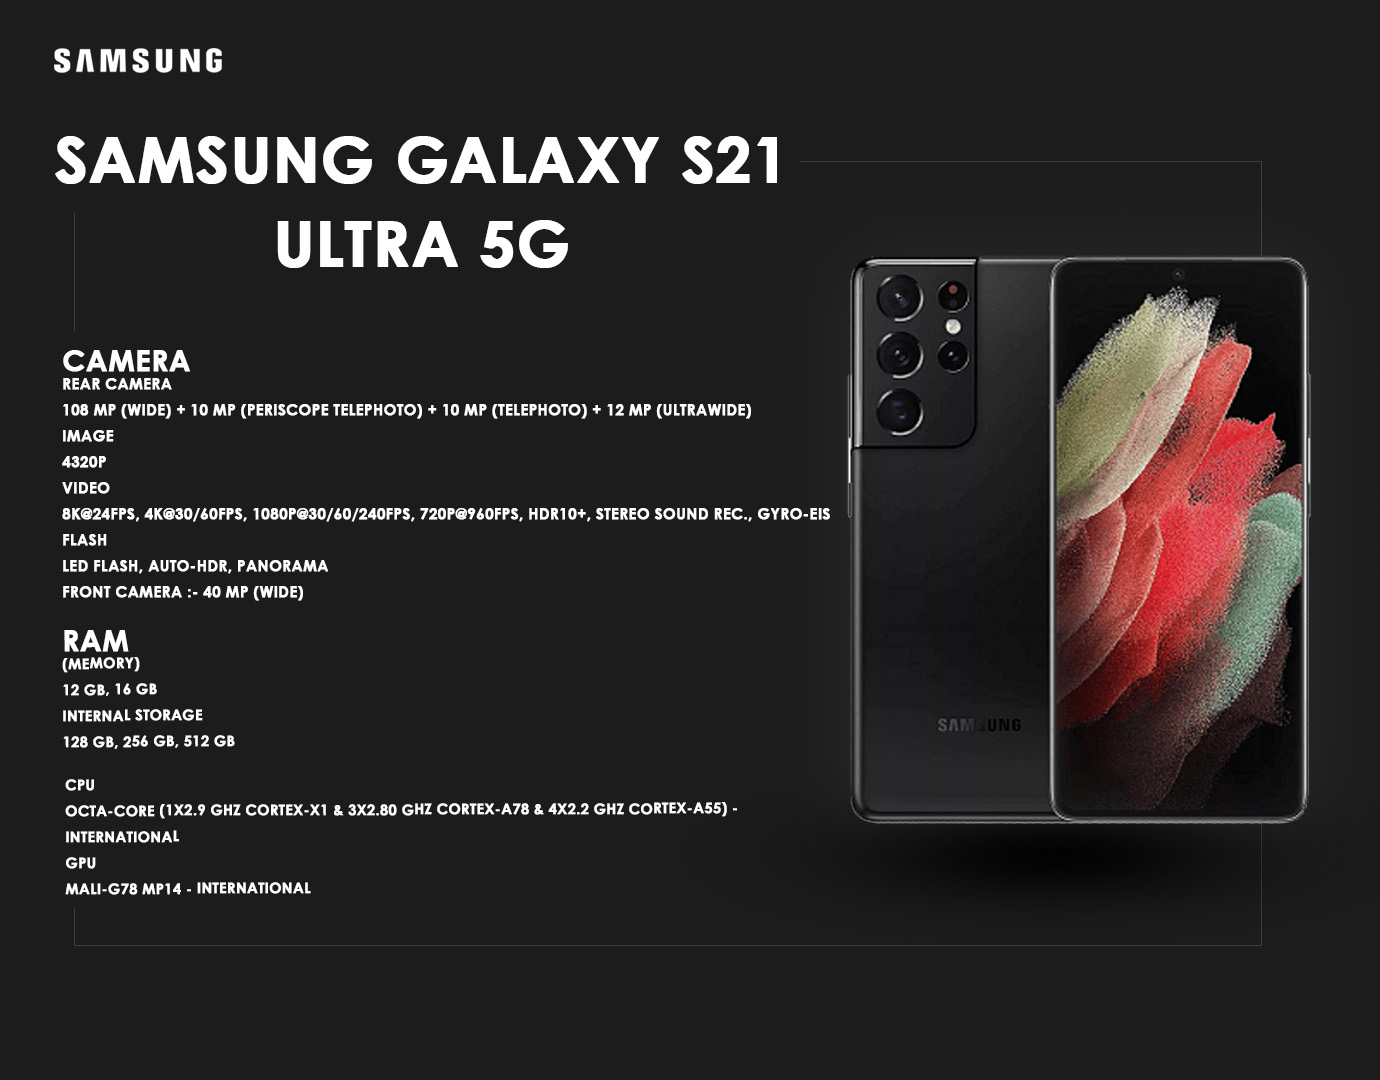 SAMSUNG
SAMSUNG GALAXY S21
ULTRA 5G
CAMERA
REAR CAMERA
108 MP (WIDE) + 10 MP (PERISCOPE TELEPHOTO) + 10 MP (TELEPHOTO) + 12 MP (ULTRAWIDE)
IMAGE
4320P
VIDEO
8K@24FPS, 4K@30/60FPS, 1080P@30/60/240FPS, 720P@960FPS, HDR10+, STEREO SOUND REC., GYRO-EIS
FLASH
LED FLASH, AUTO-HDR, PANORAMA
FRONT CAMERA :- 40 MP (WIDE)
RAM
(MEMORY)
12 GB, 16 GB
INTERNAL STORAGE
128 GB, 256 GB, 512 GB
CPU
OCTA-CORE (1X2.9 GHZ CORTEX-X1 & 3X2.80 GHZ CORTEX-A78 & 4X2.2 GHZ CORTEX-A55) -
INTERNATIONAL
GPU
MALI-G78 MP14 - INTERNATIONAL
SAMSUNG